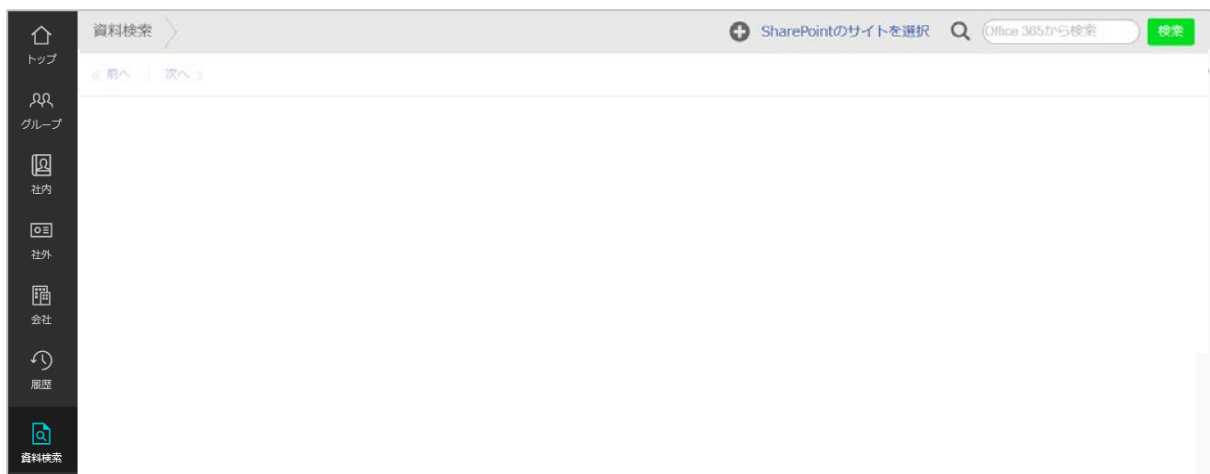 資料検索
SharePointのサイトを選択
Office 365から検索
検索
≪ 前へ
次へ ≫
トップ
グループ
社内
社外
会社
履歴
資料検索